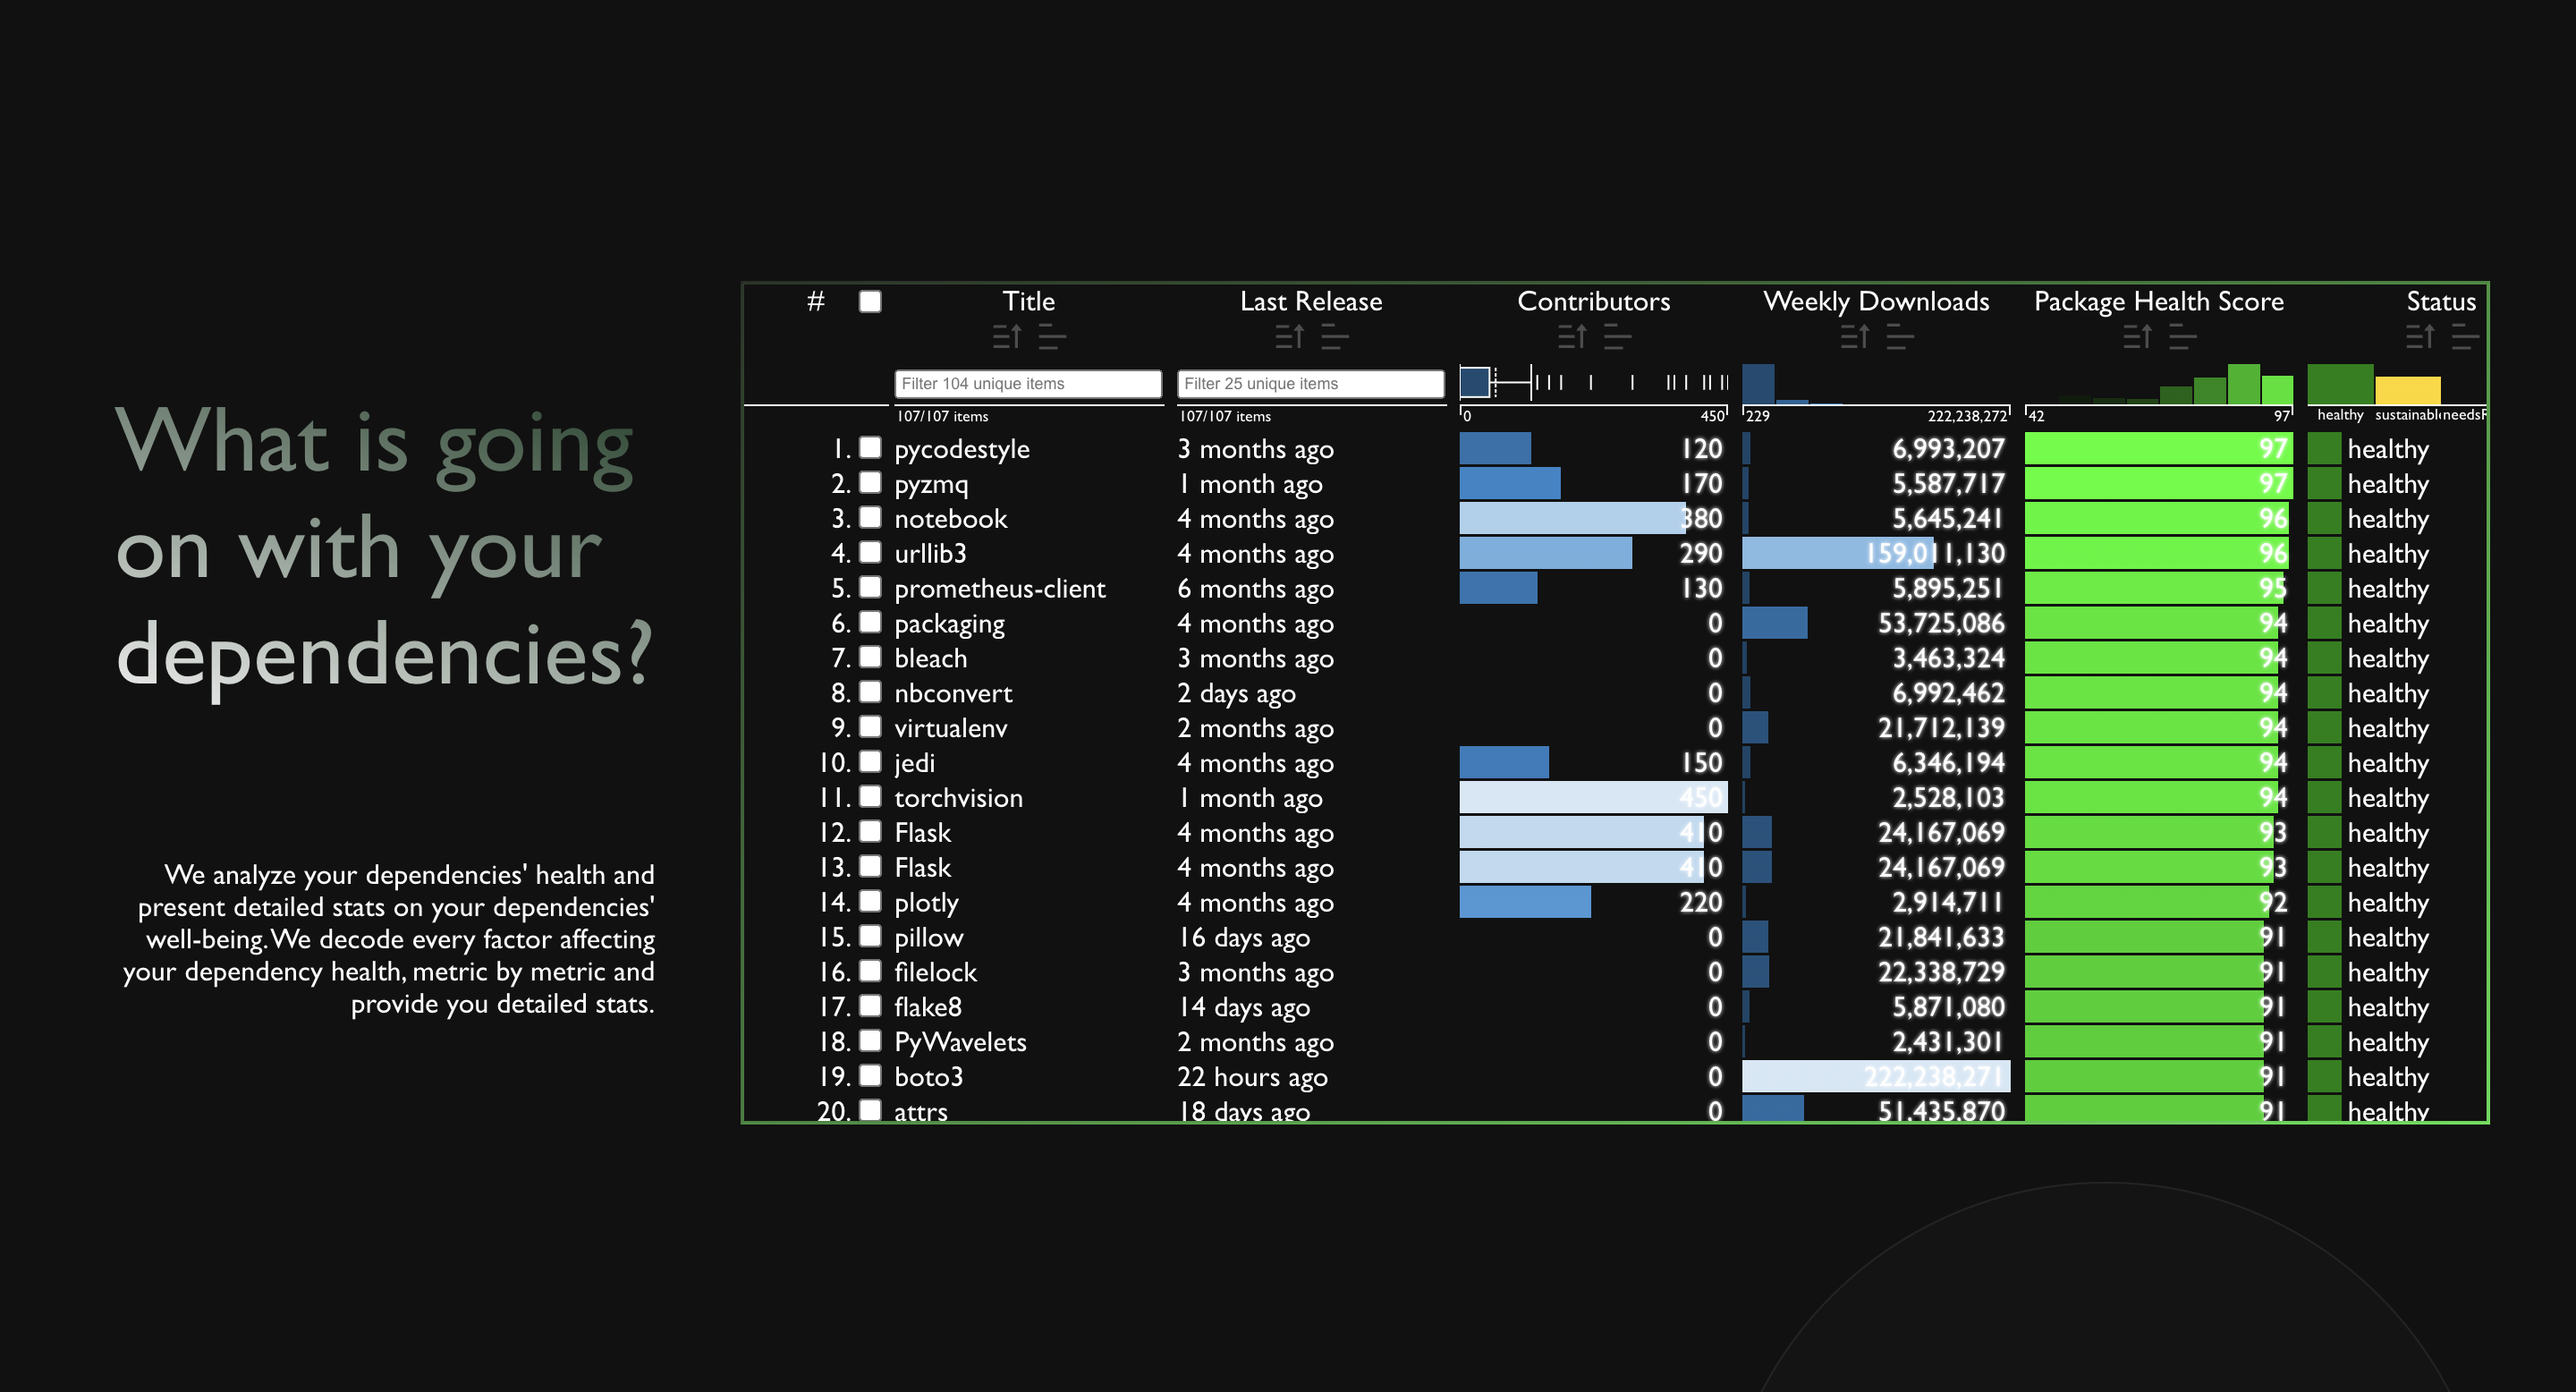 What is going
on with your
dependencies?
We analyze your dependencies' health and
present detailed stats on your dependencies'
well-being. We decode every factor affecting
your dependency health, metric by metric and
provide you detailed stats.
# Title Last Release Contributors Weekly Downloads Package Health Score Status
Filter 104 unique items Filter 25 unique items
107/107 items 107/107 items 0 450 229 222,238,272 42 97 healthy sustainabl needsR
1. pycodestyle 3 months ago 120 6,993,207 97 healthy
2. pyzmq 1 month ago 170 5,587,717 97 healthy
3. notebook 4 months ago 380 5,645,241 96 healthy
4. urllib3 4 months ago 290 159,011,130 96 healthy
5. prometheus-client 6 months ago 130 5,895,251 95 healthy
6. packaging 4 months ago 0 53,725,086 94 healthy
7. bleach 3 months ago 0 3,463,324 94 healthy
8. nbconvert 2 days ago 0 6,992,462 94 healthy
9. virtualenv 2 months ago 0 21,712,139 94 healthy
10. jedi 4 months ago 150 6,346,194 94 healthy
11. torchvision 1 month ago 450 2,528,103 94 healthy
12. Flask 4 months ago 410 24,167,069 93 healthy
13. Flask 4 months ago 410 24,167,069 93 healthy
14. plotly 4 months ago 220 2,914,711 92 healthy
15. pillow 16 days ago 0 21,841,633 91 healthy
16. filelock 3 months ago 0 22,338,729 91 healthy
17. flake8 14 days ago 0 5,871,080 91 healthy
18. PyWavelets 2 months ago 0 2,431,301 91 healthy
19. boto3 22 hours ago 0 222,238,271 91 healthy
20. attrs 18 days ago 0 51,435,870 91 healthy